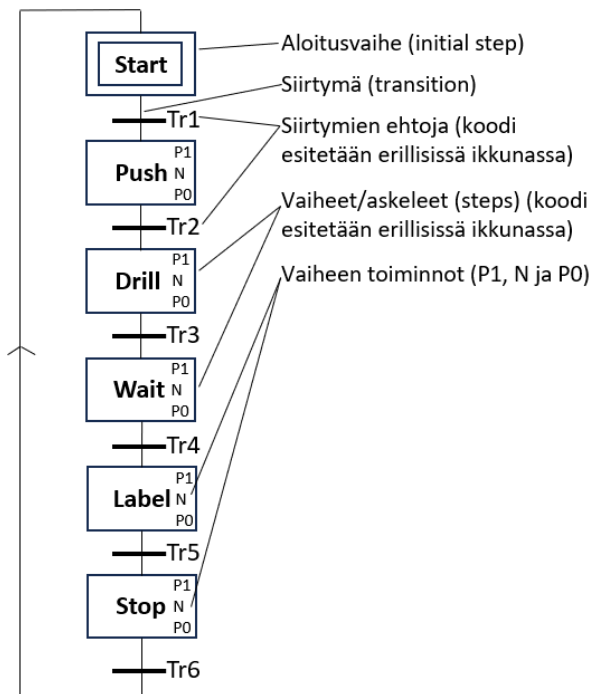 Start
Aloitusvaihe (initial step)
Siirtymä (transition)
Tr1
Siirtymien ehtoja (koodi
esitetään erillisissä ikkunassa)
P1
Push N
P0
Tr2
Vaiheet/askeleet (steps) (koodi
esitetään erillisissä ikkunassa)
P1
Drill N
P0
Vaiheen toiminnot (P1, N ja P0)
Tr3
P1
Wait N
P0
Tr4
P1
Label N
P0
Tr5
P1
Stop N
P0
Tr6